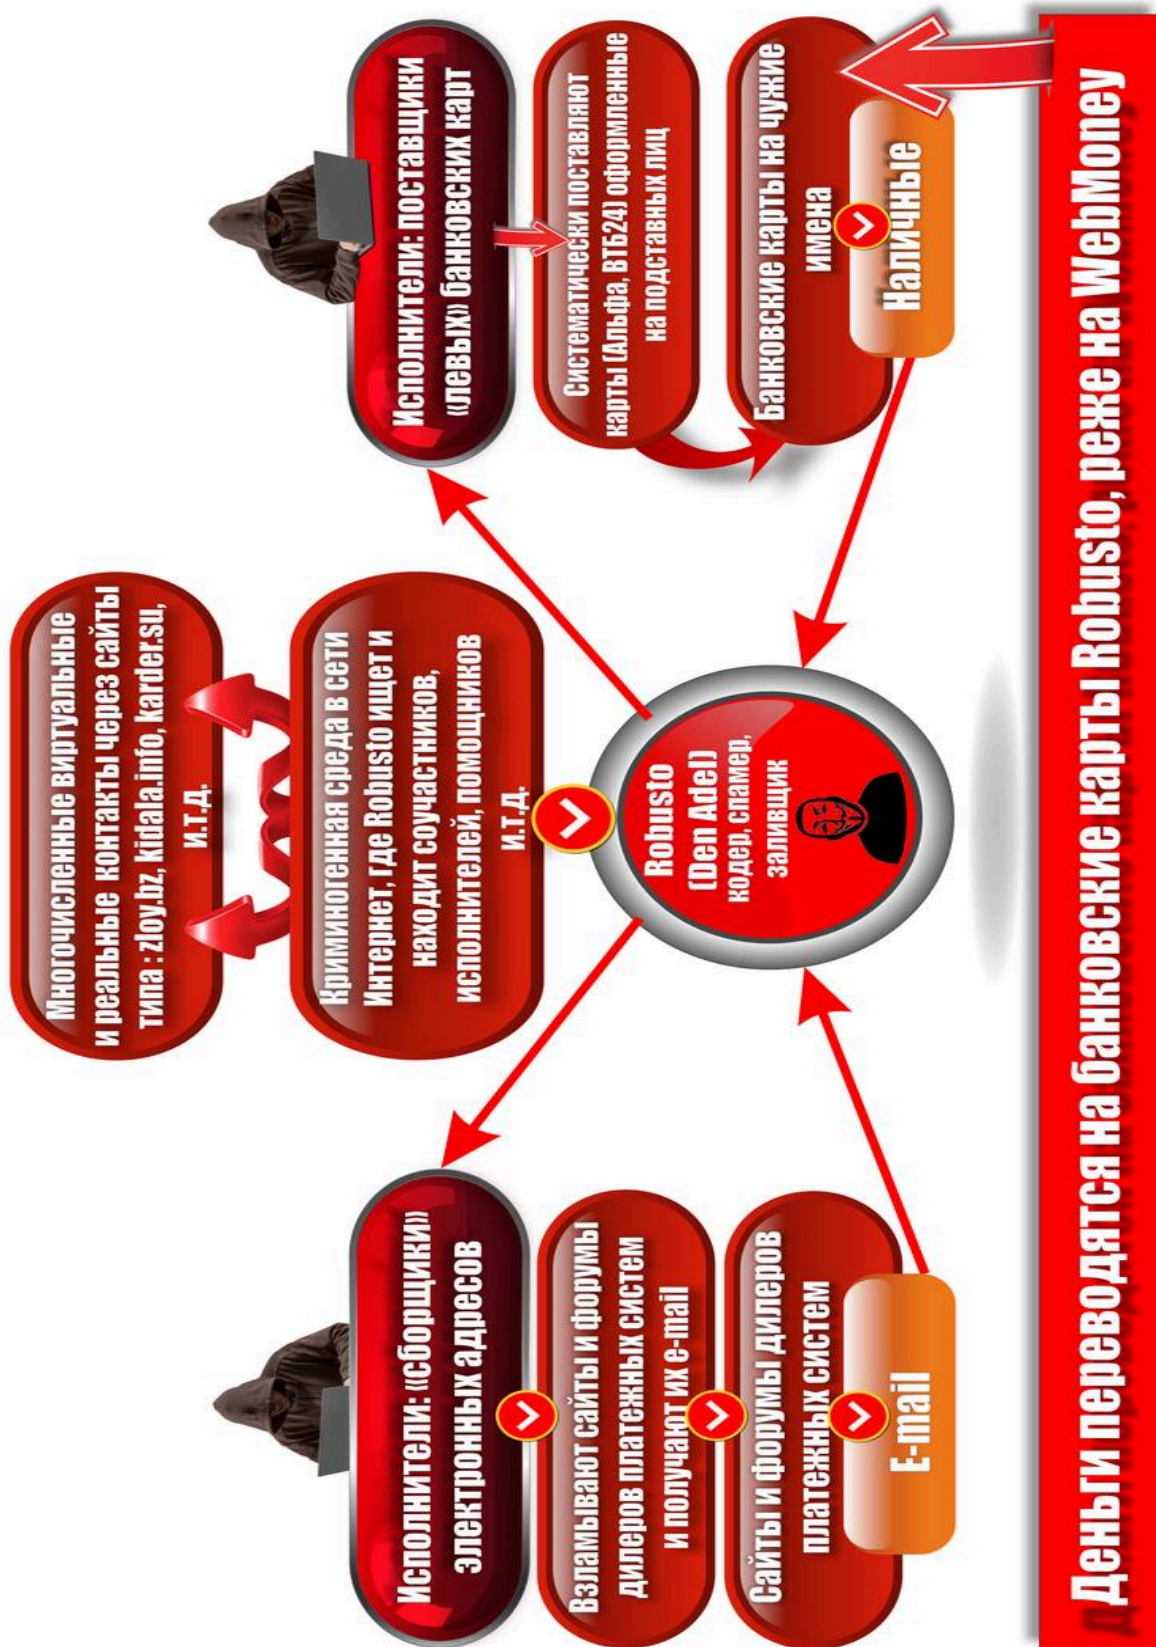 Многочисленные виртуальные
и реальные контакты через сайты
типа : zloy.bz, kidala.info, karder.su,
и.т.д.
Криминогенная среда в сети
Интернет, где Robusto ищет и
находит соучастников,
исполнителей, помощников
и.т.д.
Robusto
(Den Adel)
кодер, спамер,
заливщик
Исполнители: «сборщики»
электронных адресов
Взламывают сайты и форумы
дилеров платежных систем
и получают их e-mail
Сайты и форумы дилеров
платежных систем
E-mail
Исполнители: поставщики
«левых» банковских карт
Систематически поставляют
карты (Альфа, ВТБ24) оформленные
на подставных лиц
Банковские карты на чужие
имена
Наличные
Деньги переводятся на банковские карты Robusto, реже на WebMoney